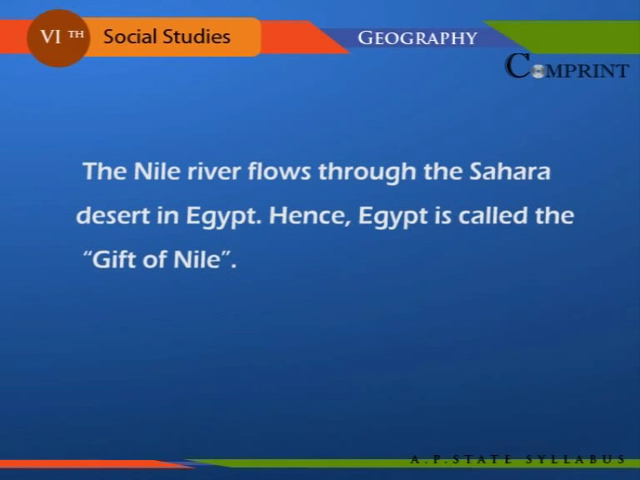 VI TH Social Studies
GEOGRAPHY
COMPRINT
The Nile river flows through the Sahara
desert in Egypt. Hence, Egypt is called the
“Gift of Nile”.
A.P.STATE SYLLABUS